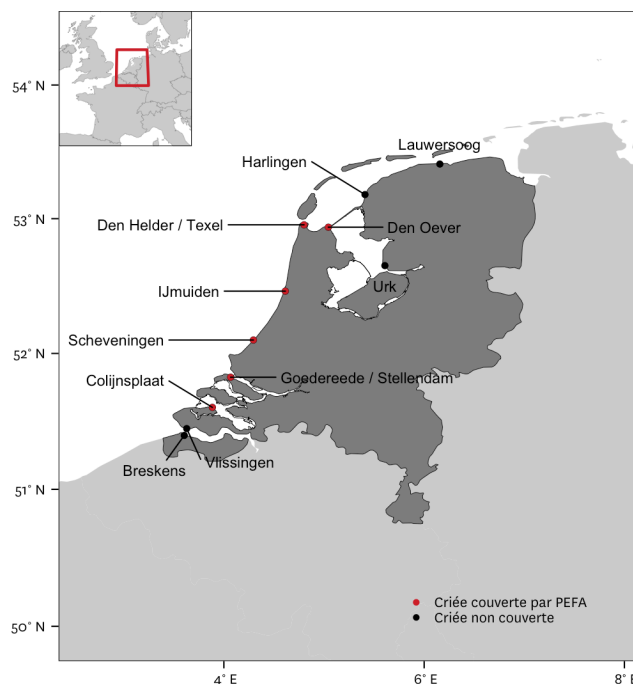 54° N
Lauwersoog
Harlingen
53° N
Den Helder / Texel
Den Oever
IJmuiden
Urk
Scheveningen
52° N
Colijnsplaat
Goedereede / Stellendam
Breskens
Vlissingen
51° N
Criée couverte par PEFA
Criée non couverte
50° N
4° E
6° E
8° E